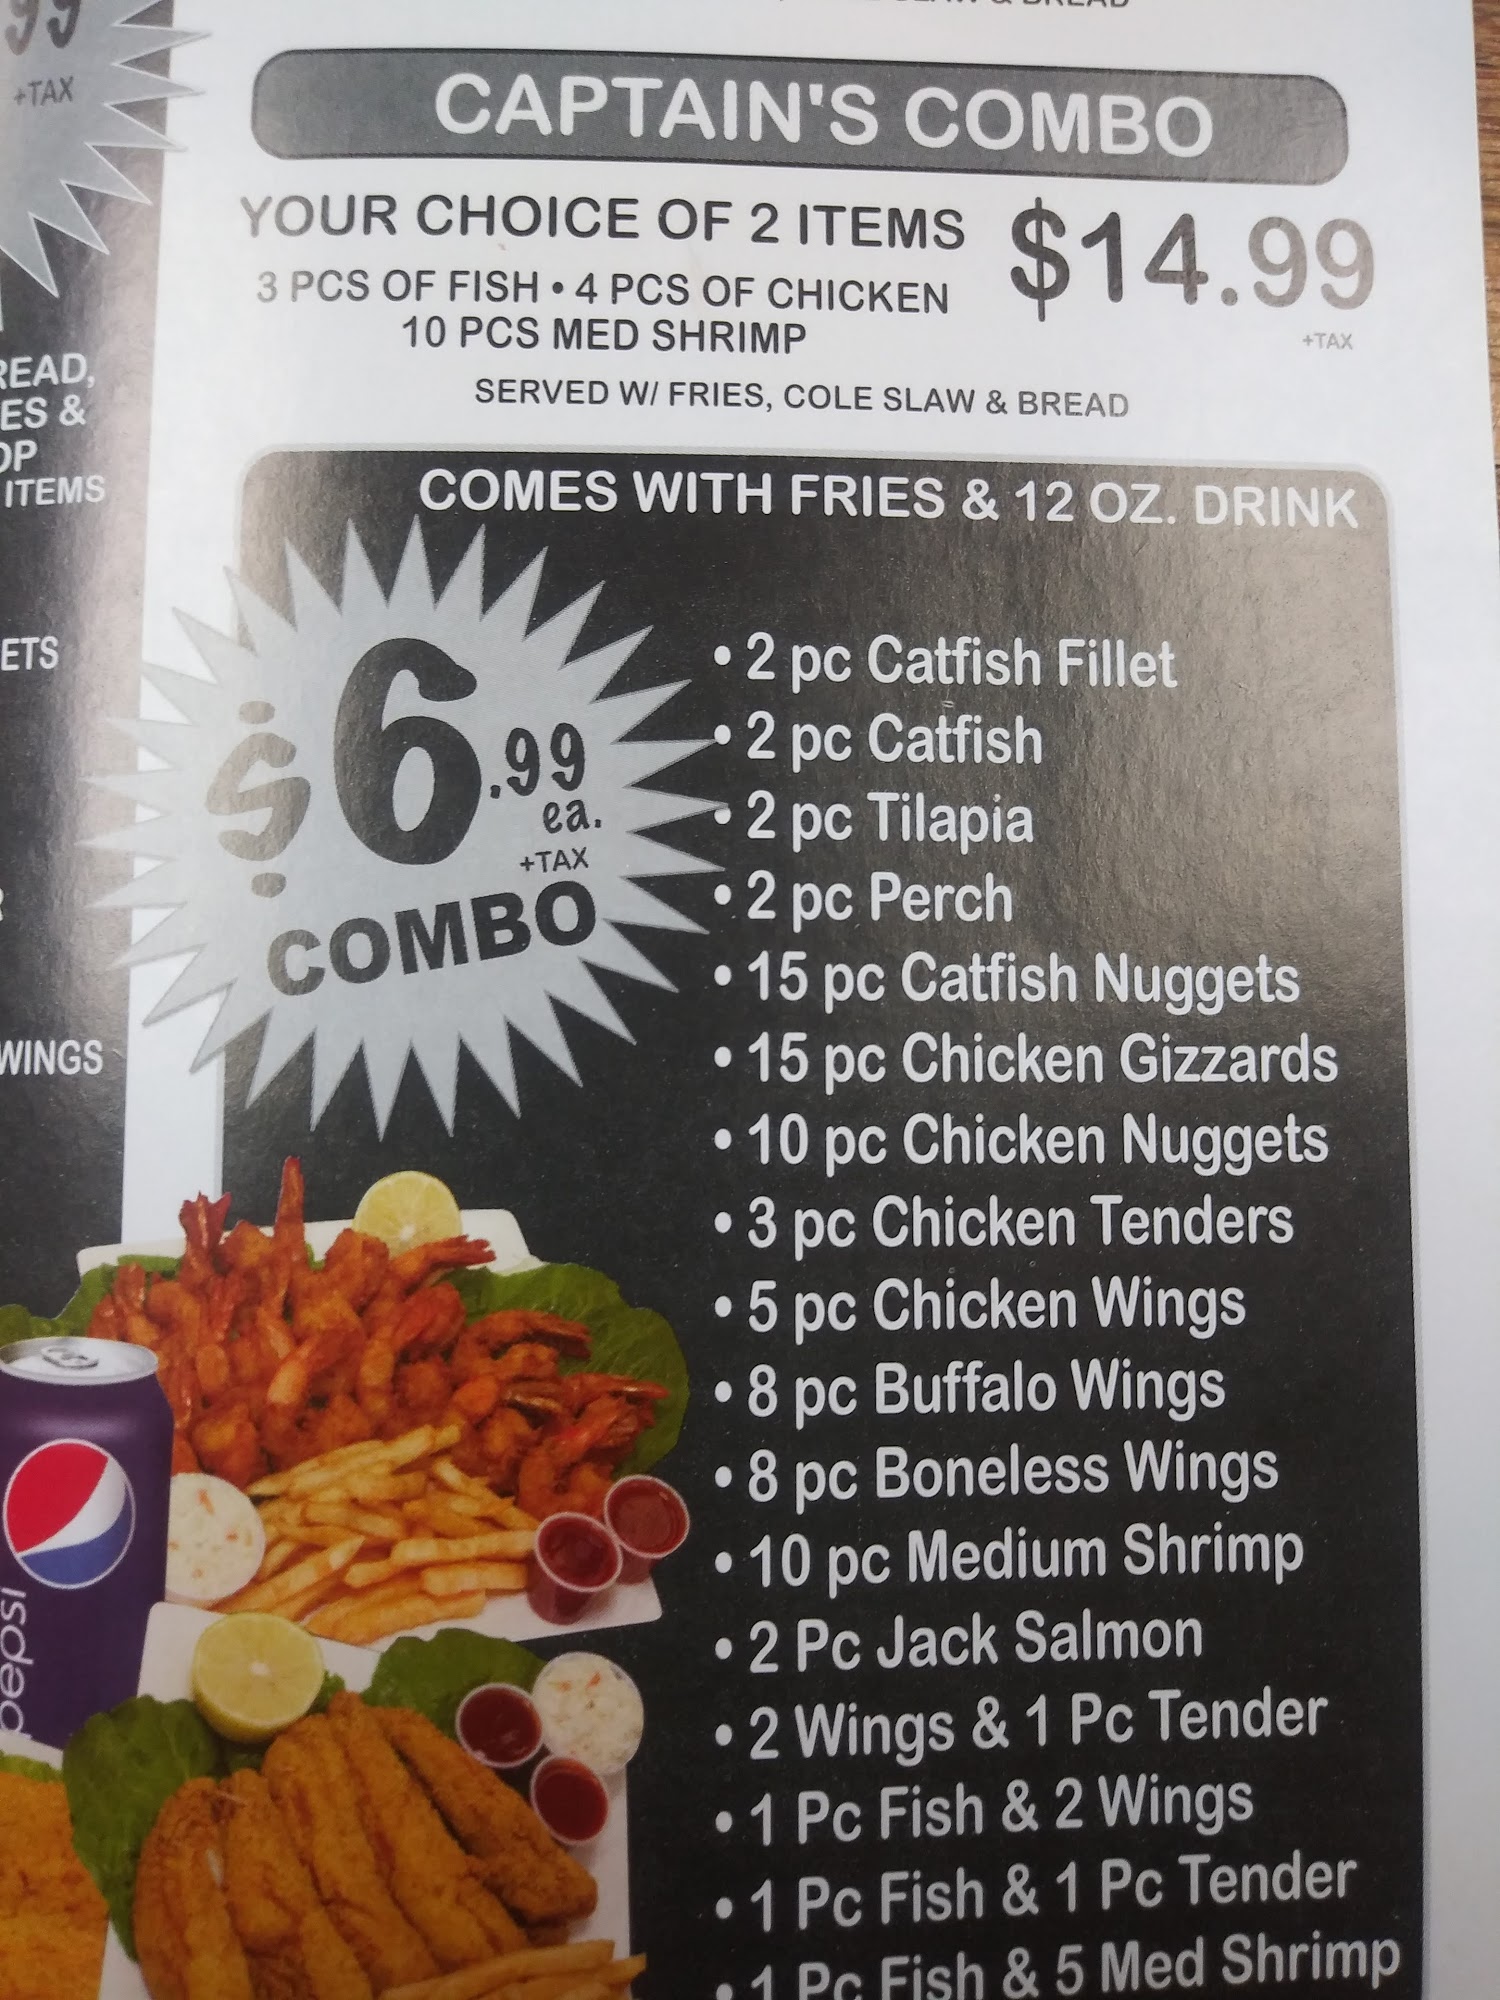 .99
+TAX
& BREAD
CAPTAIN'S COMBO
YOUR CHOICE OF 2 ITEMS
$14.99
+TAX
3 PCS OF FISH • 4 PCS OF CHICKEN
10 PCS MED SHRIMP
SERVED W/ FRIES, COLE SLAW & BREAD
READ,
ES &
OP
ITEMS
ETS
WINGS
COMES WITH FRIES & 12 OZ. DRINK
$6.99
ea.
+TAX
COMBO
• 2 pc Catfish Fillet
• 2 pc Catfish
• 2 pc Tilapia
• 2 pc Perch
• 15 pc Catfish Nuggets
• 15 pc Chicken Gizzards
• 10 pc Chicken Nuggets
• 3 pc Chicken Tenders
• 5 pc Chicken Wings
• 8 pc Buffalo Wings
• 8 pc Boneless Wings
• 10 pc Medium Shrimp
• 2 Pc Jack Salmon
• 2 Wings & 1 Pc Tender
• 1 Pc Fish & 2 Wings
• 1 Pc Fish & 1 Pc Tender
• 1 Pc Fish & 5 Med Shrimp
pepsi